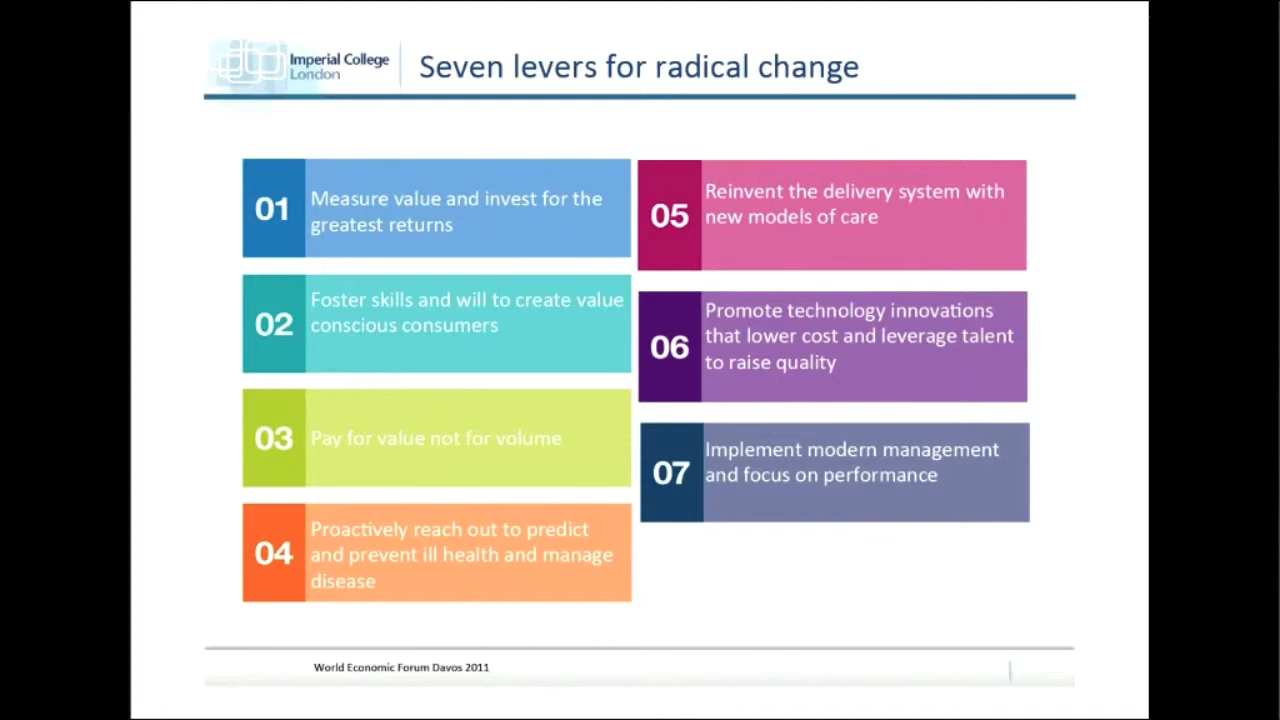 Imperial College
London
Seven levers for radical change
01
Measure value and invest for the
greatest returns
02
Foster skills and will to create value
conscious consumers
03
Pay for value not for volume
04
Proactively reach out to predict
and prevent ill health and manage
disease
05
Reinvent the delivery system with
new models of care
06
Promote technology innovations
that lower cost and leverage talent
to raise quality
07
Implement modern management
and focus on performance
World Economic Forum Davos 2011